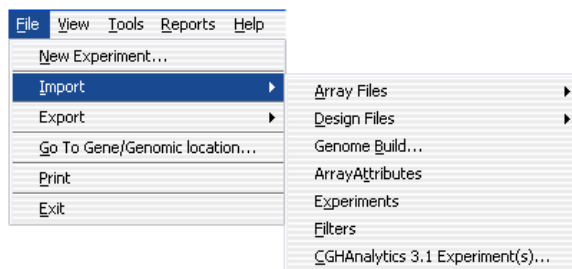 File View Tools Reports Help
New Experiment...
Import
Export
Go To Gene/Genomic location...
Print
Exit
Array Files
Design Files
Genome Build...
ArrayAttributes
Experiments
Filters
CGHAnalytics 3.1 Experiment(s)...